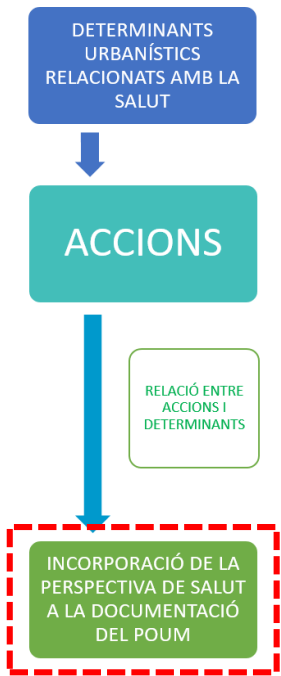 DETERMINANTS
URBANÍSTICS
RELACIONATS AMB LA
SALUT
ACCIONS
RELACIÓ ENTRE
ACCIONS I
DETERMINANTS
INCORPORACIÓ DE LA
PERSPECTIVA DE SALUT
A LA DOCUMENTACIÓ
DEL POUM